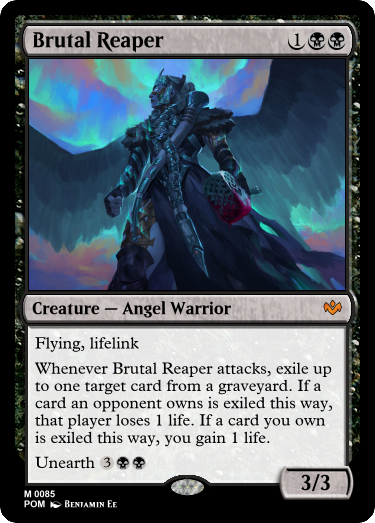 Brutal Reaper 1
Creature — Angel Warrior
Flying, lifelink
Whenever Brutal Reaper attacks, exile up
to one target card from a graveyard. If a
card an opponent owns is exiled this way,
that player loses 1 life. If a card you own
is exiled this way, you gain 1 life.
Unearth 3
3/3
M 0085
POM Benjamin Ee